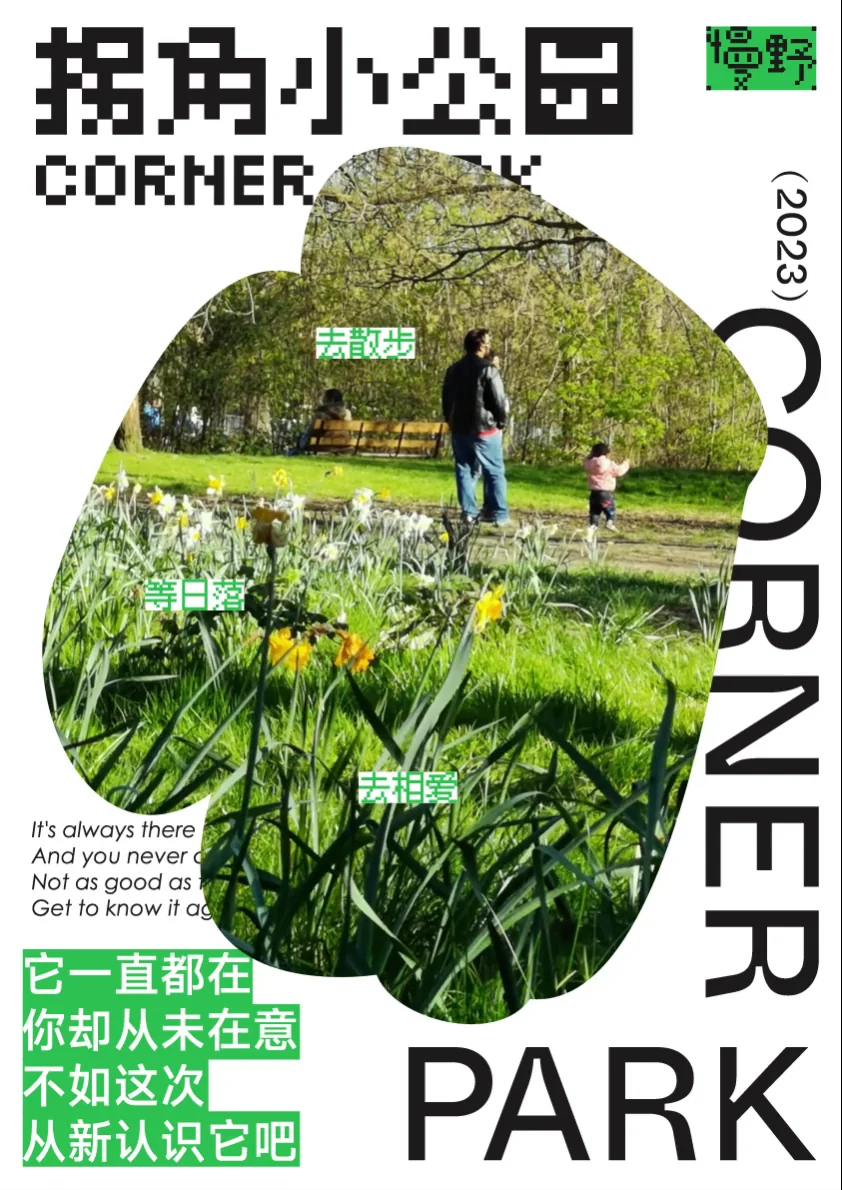 拐角小公园
慢野
CORNER PARK
(2023)
CORNER
去散步
等日落
去相爱
It's always there
And you never
Not as good as
Get to know it
它一直都在
你却从未在意
不如这次
从新认识它吧
PARK